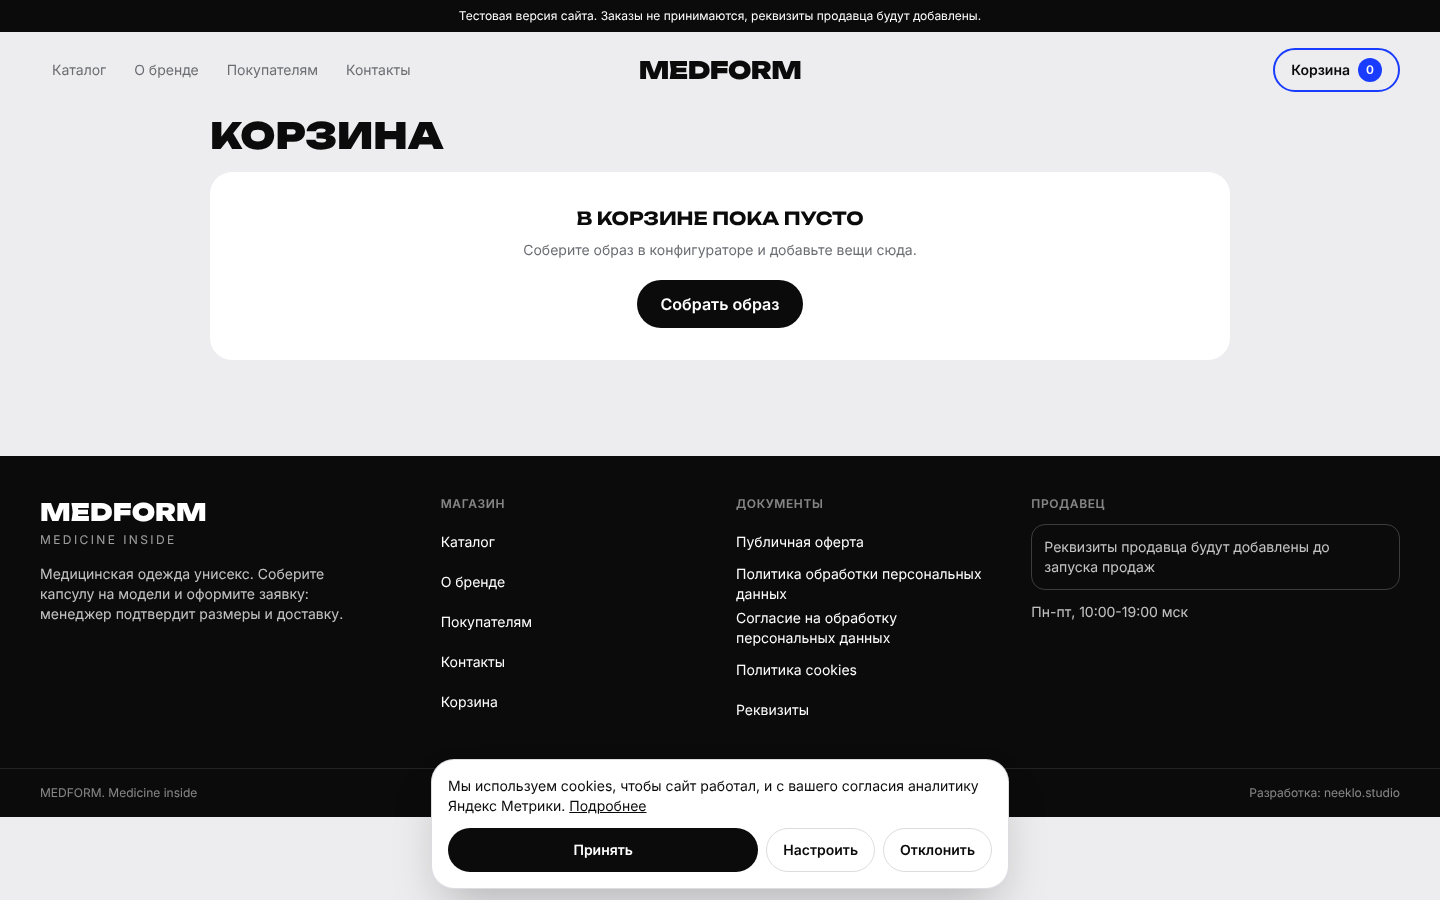 Тестовая версия сайта. Заказы не принимаются, реквизиты продавца будут добавлены.
Каталог
О бренде
Покупателям
Контакты
MEDFORM
Корзина 0
КОРЗИНА
В КОРЗИНЕ ПОКА ПУСТО
Соберите образ в конфигураторе и добавьте вещи сюда.
Собрать образ
MEDFORM
MEDICINE INSIDE
Медицинская одежда унисекс. Соберите
капсулу на модели и оформите заявку:
менеджер подтвердит размеры и доставку.
МАГАЗИН
Каталог
О бренде
Покупателям
Контакты
Корзина
ДОКУМЕНТЫ
Публичная оферта
Политика обработки персональных
данных
Согласие на обработку
персональных данных
Политика cookies
Реквизиты
ПРОДАВЕЦ
Реквизиты продавца будут добавлены до
запуска продаж
Пн-пт, 10:00-19:00 мск
MEDFORM. Medicine inside
Разработка: neeklo.studio
Мы используем cookies, чтобы сайт работал, и с вашего согласия аналитику
Яндекс Метрики. Подробнее
Принять
Настроить
Отклонить